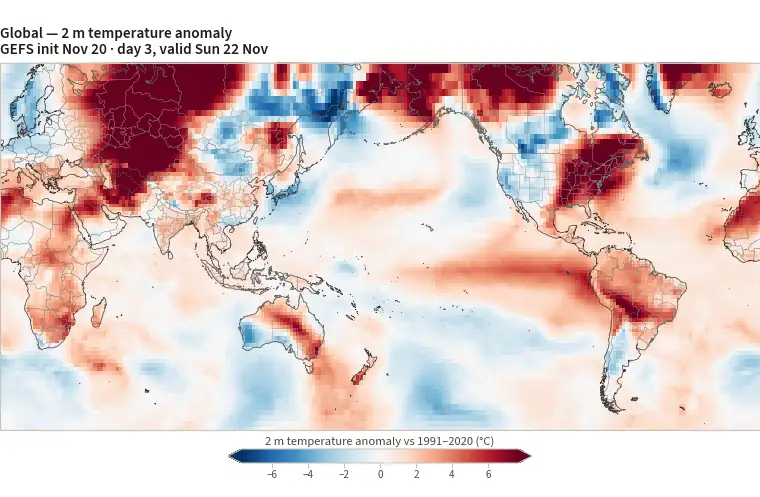 Global — 2 m temperature anomaly
GEFS init Nov 20 · day 3, valid Sun 22 Nov
2 m temperature anomaly vs 1991–2020 (°C)
−6 −4 −2 0 2 4 6